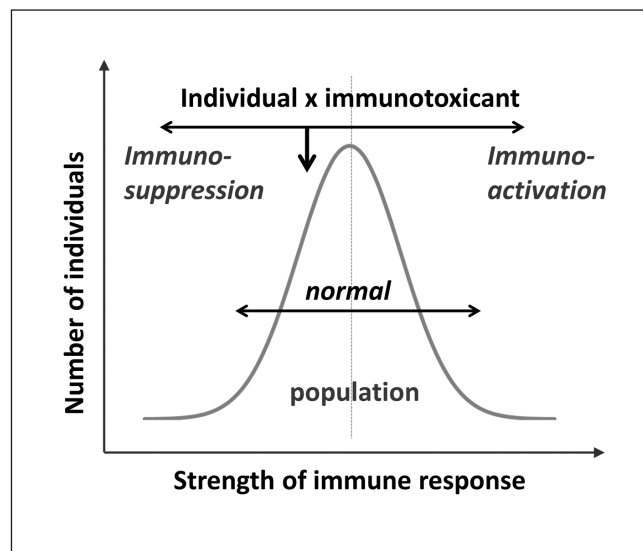 Individual x immunotoxicant
Immuno-
suppression
Immuno-
activation
Number of individuals
normal
population
Strength of immune response